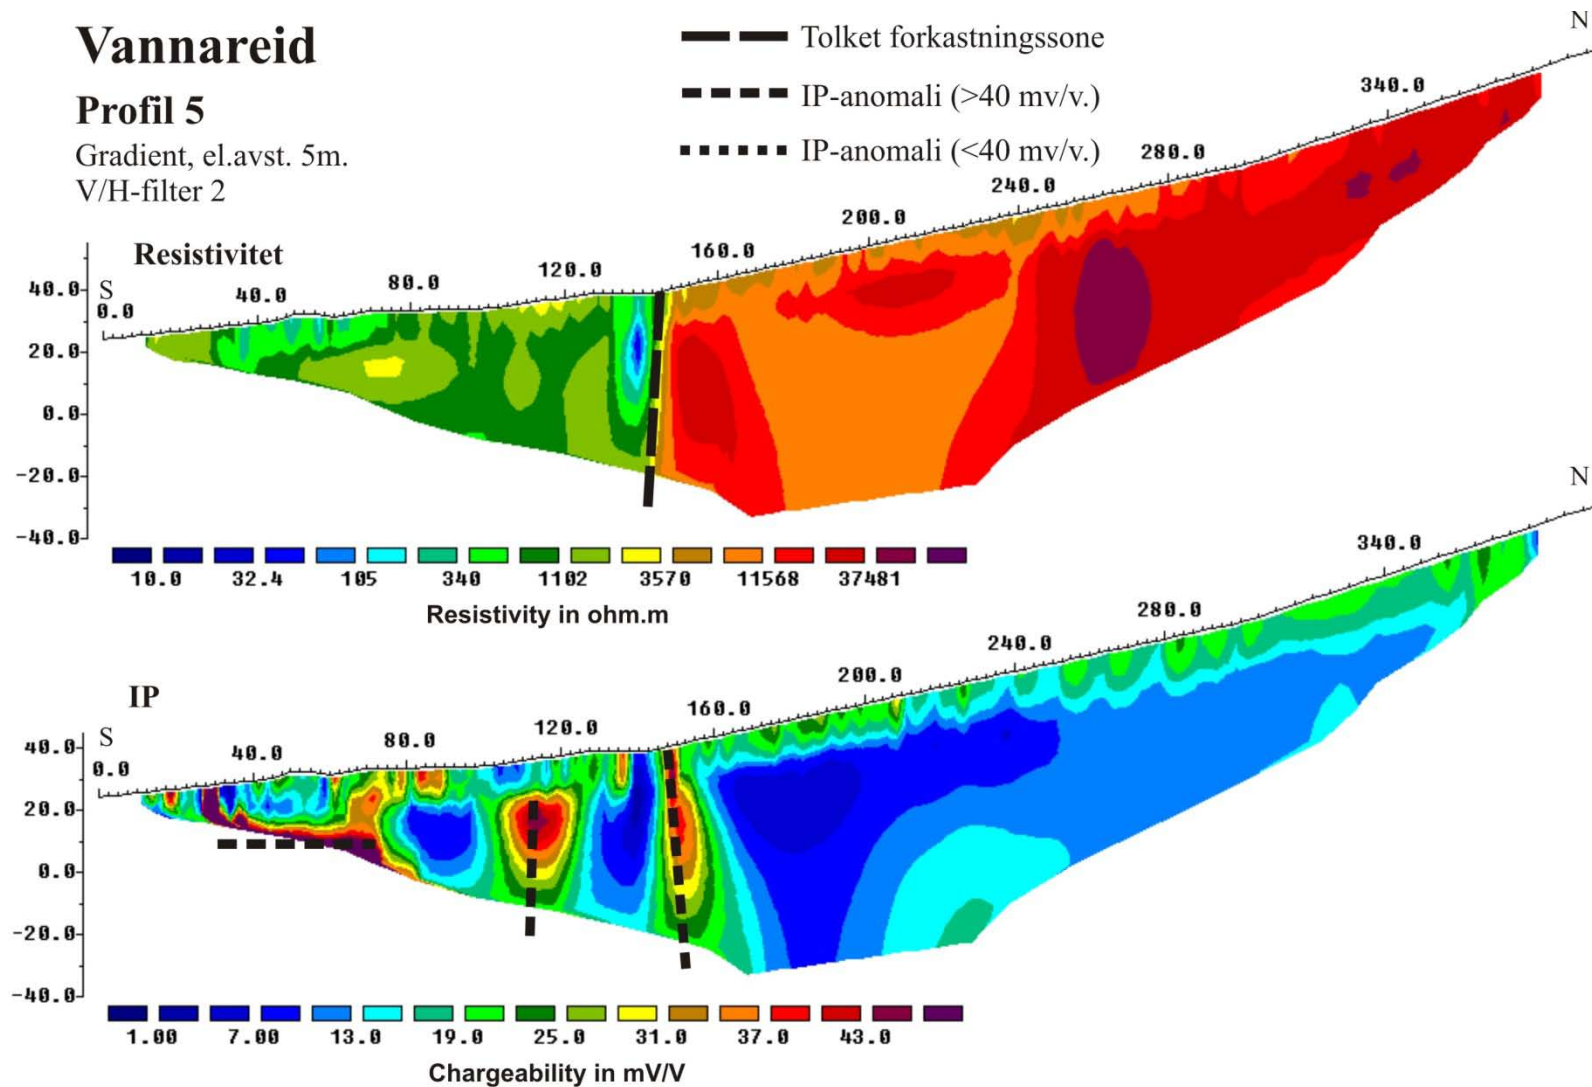 Vannareid
Profil 5
Gradient, el.avst. 5m.
V/H-filter 2
Tolket forkastningssone
IP-anomali (>40 mv/v.)
IP-anomali (<40 mv/v.)
N
Resistivitet
S
0.0 40.0 80.0 120.0 160.0 200.0 240.0 280.0 340.0
40.0
20.0
0.0
-20.0
-40.0
10.0 32.4 105 340 1102 3570 11568 37481
Resistivity in ohm.m
N
IP
S
0.0 40.0 80.0 120.0 160.0 200.0 240.0 280.0 340.0
40.0
20.0
0.0
-20.0
-40.0
1.00 7.00 13.0 19.0 25.0 31.0 37.0 43.0
Chargeability in mV/V